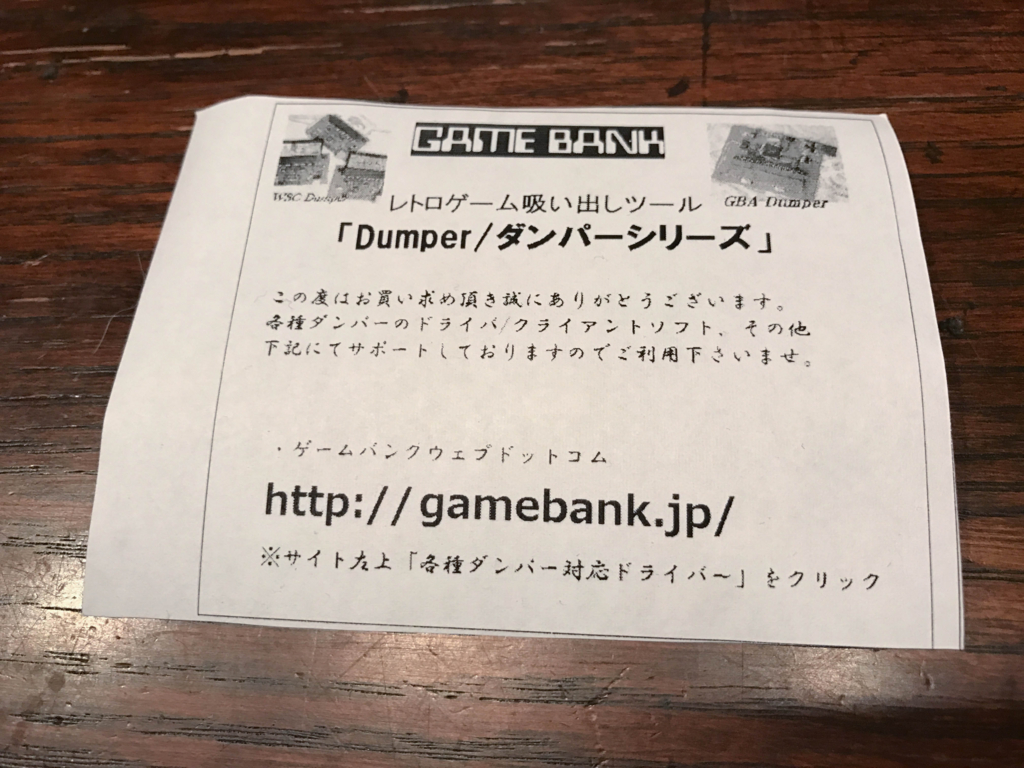 GAME BANK
WSC Dumper
GBA Dumper
レトロゲーム吸い出しツール
「Dumper/ダンパーシリーズ」
この度はお買い求め頂き誠にありがとうございます。
各種ダンパーのドライバ/クライアントソフト、その他
下記にてサポートしておりますのでご利用下さいませ。
・ゲームバンクウェブドットコム
http://gamebank.jp/
※サイト左上「各種ダンパー対応ドライバ～」をクリック